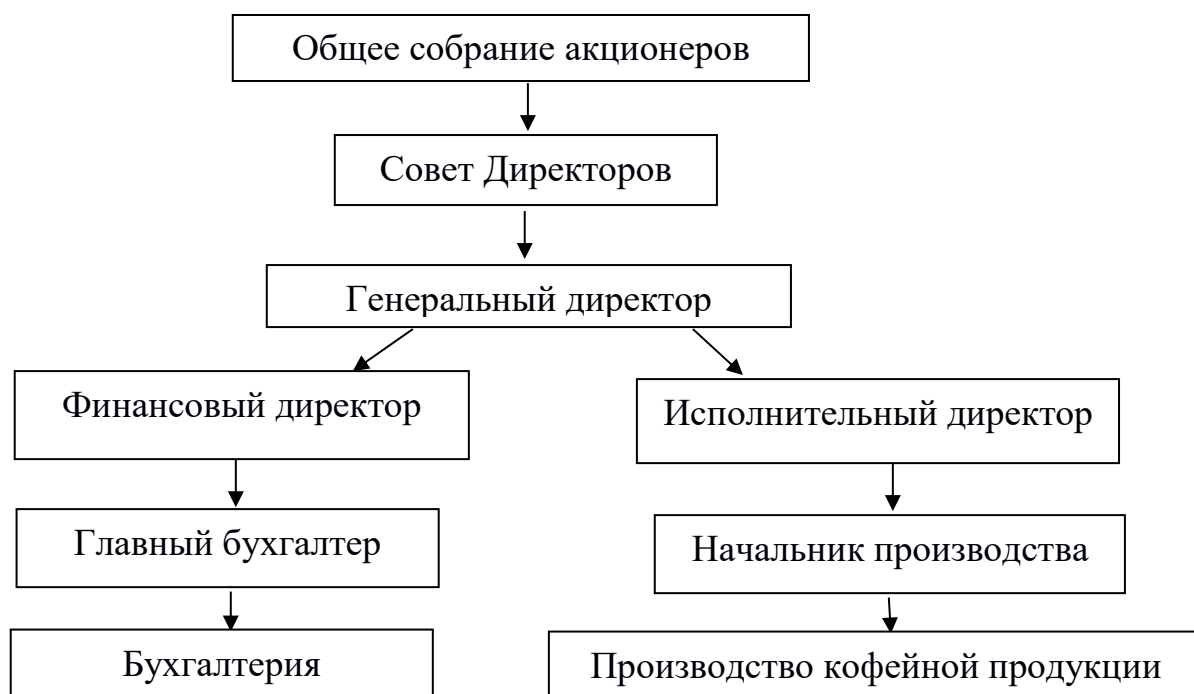 Общее собрание акционеров
Совет Директоров
Генеральный директор
Финансовый директор
Исполнительный директор
Главный бухгалтер
Начальник производства
Бухгалтерия
Производство кофейной продукции